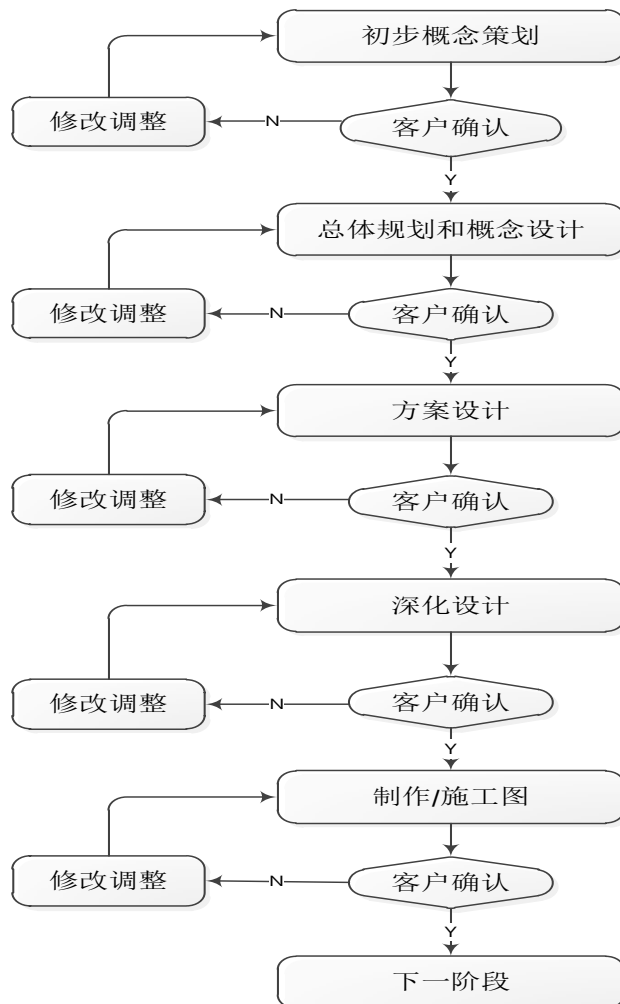 初步概念策划
修改调整
N
客户确认
Y
总体规划和概念设计
修改调整
N
客户确认
Y
方案设计
修改调整
N
客户确认
Y
深化设计
修改调整
N
客户确认
Y
制作/施工图
修改调整
N
客户确认
Y
下一阶段